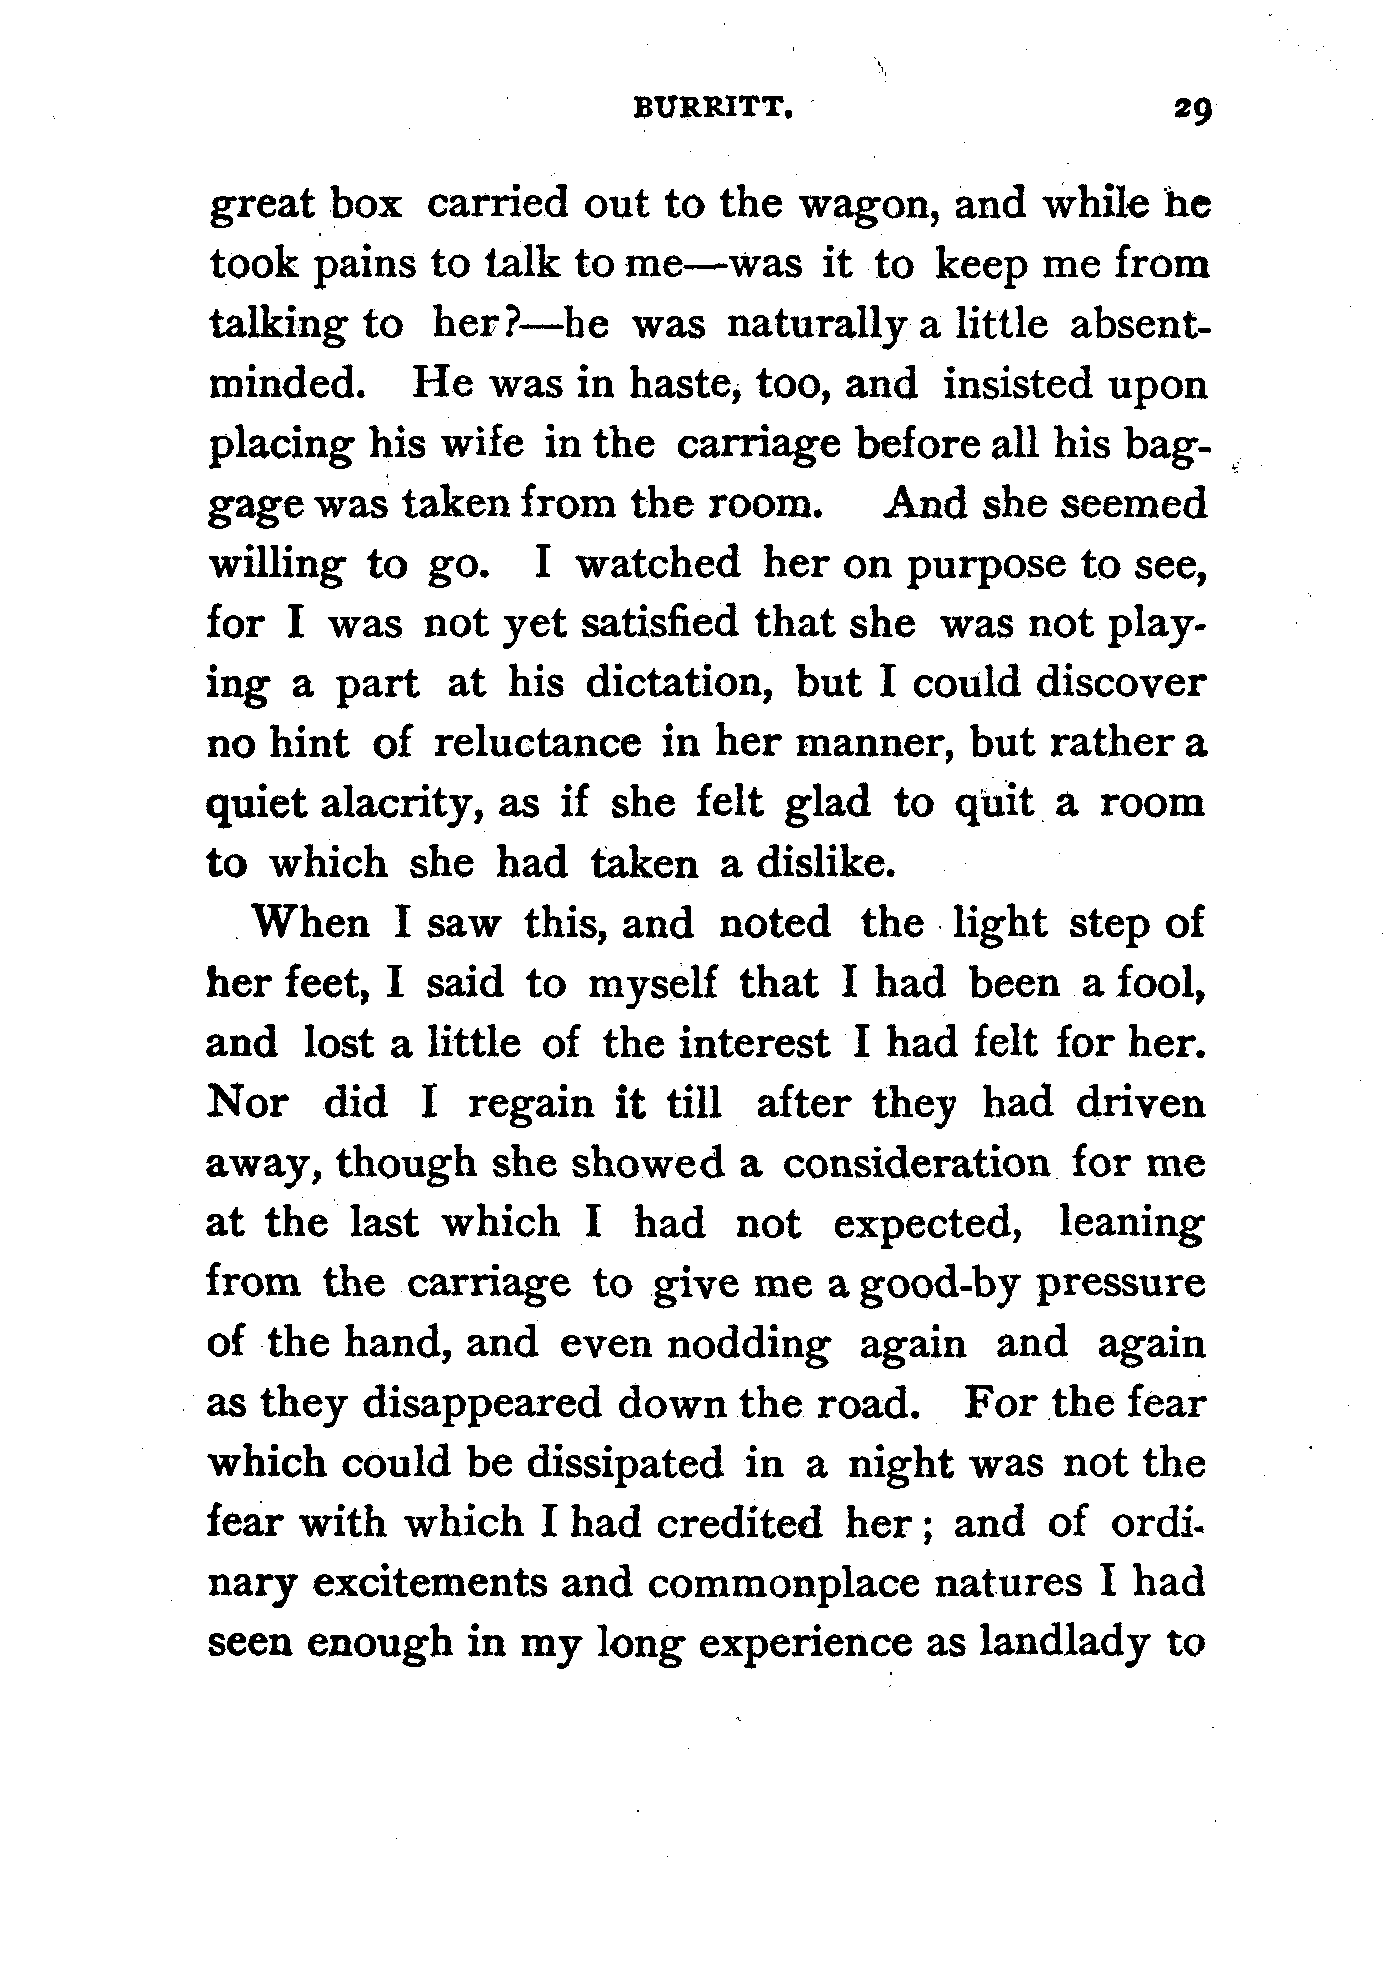 BURRITT. 29
great box carried out to the wagon, and while he
took pains to talk to me—was it to keep me from
talking to her?—he was naturally a little absent-
minded. He was in haste, too, and insisted upon
placing his wife in the carriage before all his bag-
gage was taken from the room. And she seemed
willing to go. I watched her on purpose to see,
for I was not yet satisfied that she was not play-
ing a part at his dictation, but I could discover
no hint of reluctance in her manner, but rather a
quiet alacrity, as if she felt glad to quit a room
to which she had taken a dislike.
When I saw this, and noted the light step of
her feet, I said to myself that I had been a fool,
and lost a little of the interest I had felt for her.
Nor did I regain it till after they had driven
away, though she showed a consideration for me
at the last which I had not expected, leaning
from the carriage to give me a good-by pressure
of the hand, and even nodding again and again
as they disappeared down the road. For the fear
which could be dissipated in a night was not the
fear with which I had credited her; and of ordi-
nary excitements and commonplace natures I had
seen enough in my long experience as landlady to